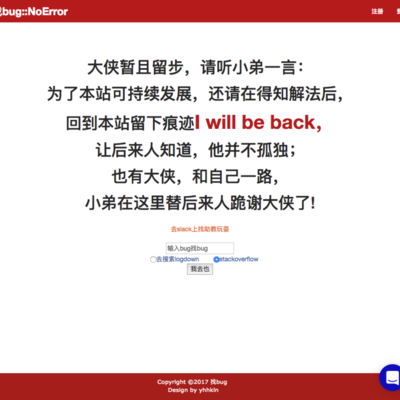 找bug::NoError
注册
大侠暂且留步，请听小弟一言：
为了本站可持续发展，还请在得知解法后，
回到本站留下痕迹I will be back，
让后来人知道，他并不孤独；
也有大侠，和自己一路，
小弟在这里替后来人跪谢大侠了!
去slack上找助教玩耍
输入bug找bug
去搜索logdown stackoverflow
我去也
Copyright ©2017 找bug
Design by yhhkln